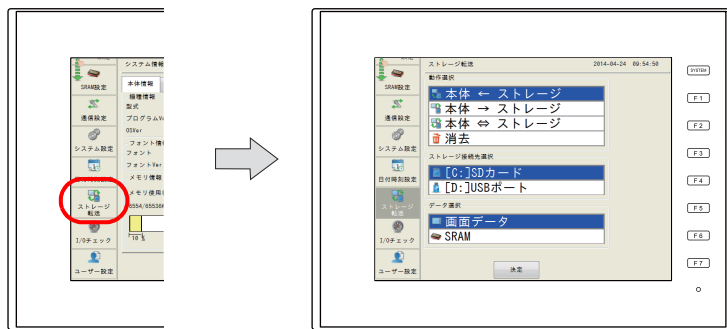 システム情報
SRAM設定
通信設定
システム設定
日付時刻設定
ストレージ
転送
I/Oチェック
ユーザー設定
本体情報
機種情報
型式
プログラムVe
OSVer
フォント情報
フォント
フォントVer
メモリ情報
メモリ使用
6554/65536K
10 %
ストレージ転送
2014-04-24 09:54:50
SRAM設定
通信設定
システム設定
日付時刻設定
ストレージ
転送
I/Oチェック
ユーザー設定
動作選択
本体 ← ストレージ
本体 → ストレージ
本体 ⇔ ストレージ
消去
ストレージ接続先選択
[C:]SDカード
[D:]USBポート
データ選択
画面データ
SRAM
決定
SYSTEM
F1
F2
F3
F4
F5
F6
F7